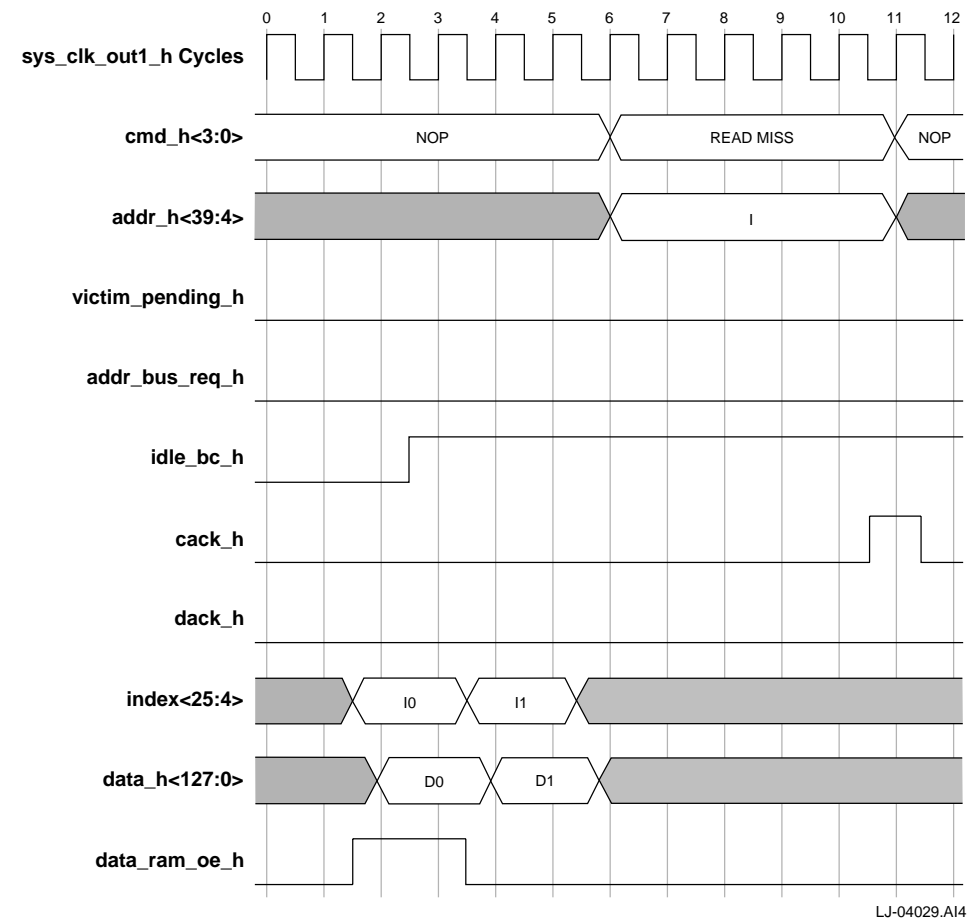 0 1 2 3 4 5 6 7 8 9 10 11 12
sys_clk_out1_h Cycles
cmd_h<3:0> NOP READ MISS NOP
addr_h<39:4> I
victim_pending_h
addr_bus_req_h
idle_bc_h
cack_h
dack_h
index<25:4> I0 I1
data_h<127:0> D0 D1
data_ram_oe_h
LJ-04029.AI4